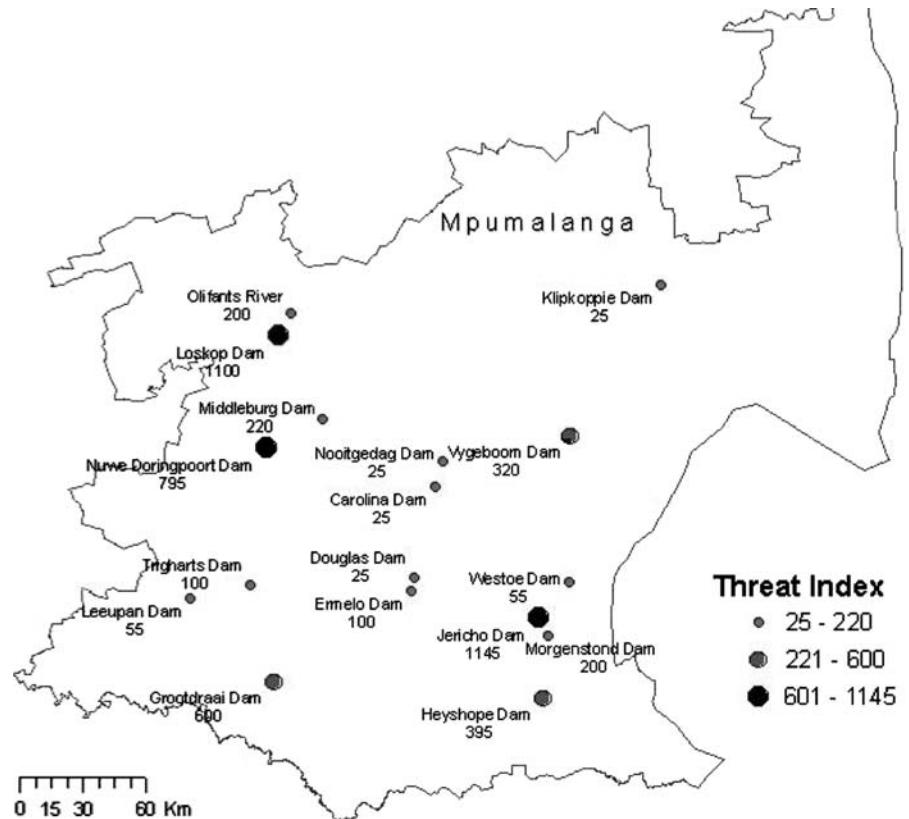 Mpumalanga
Olifants River
200
Klipkoppie Dam
25
Loskop Dam
1100
Middleburg Dam
220
Nooitgedag Dam
25
Vygeboom Dam
320
Nuwe Doringpoort Dam
795
Carolina Dam
25
Douglas Dam
25
Trigharts Dam
100
Westoe Dam
55
Leeupan Dam
55
Ermelo Dam
100
Jericho Dam
1145
Morgenstond Dam
200
Grootdraai Dam
600
Heyshope Dam
395
Threat Index
25 - 220
221 - 600
601 - 1145
0 15 30 60 Km